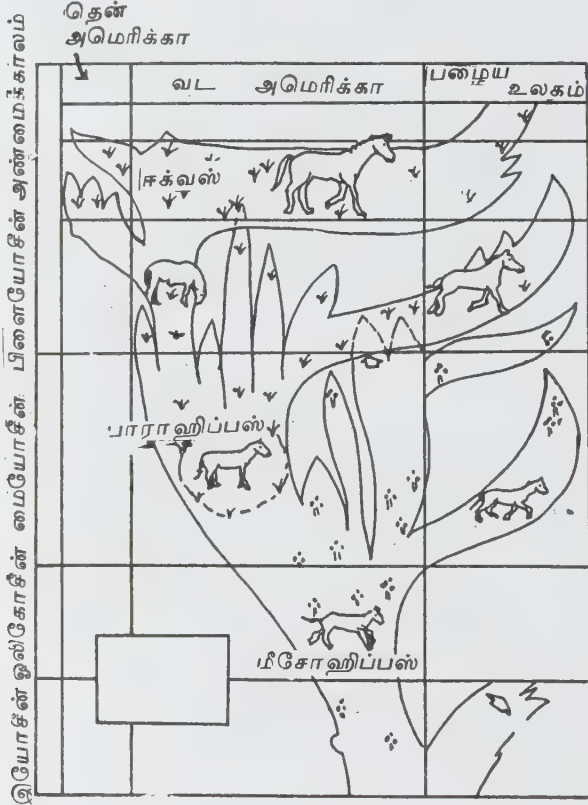 தென்
அமெரிக்கா
வட அமெரிக்கா
பழைய
உலகம்
ஈக்வஸ்
பாராஹிப்பஸ்
மீசோஹிப்பஸ்
இயோசீன் ஒலிகோசீன் மையோசீன் பிளையோசீன் அண்மைக்காலம்